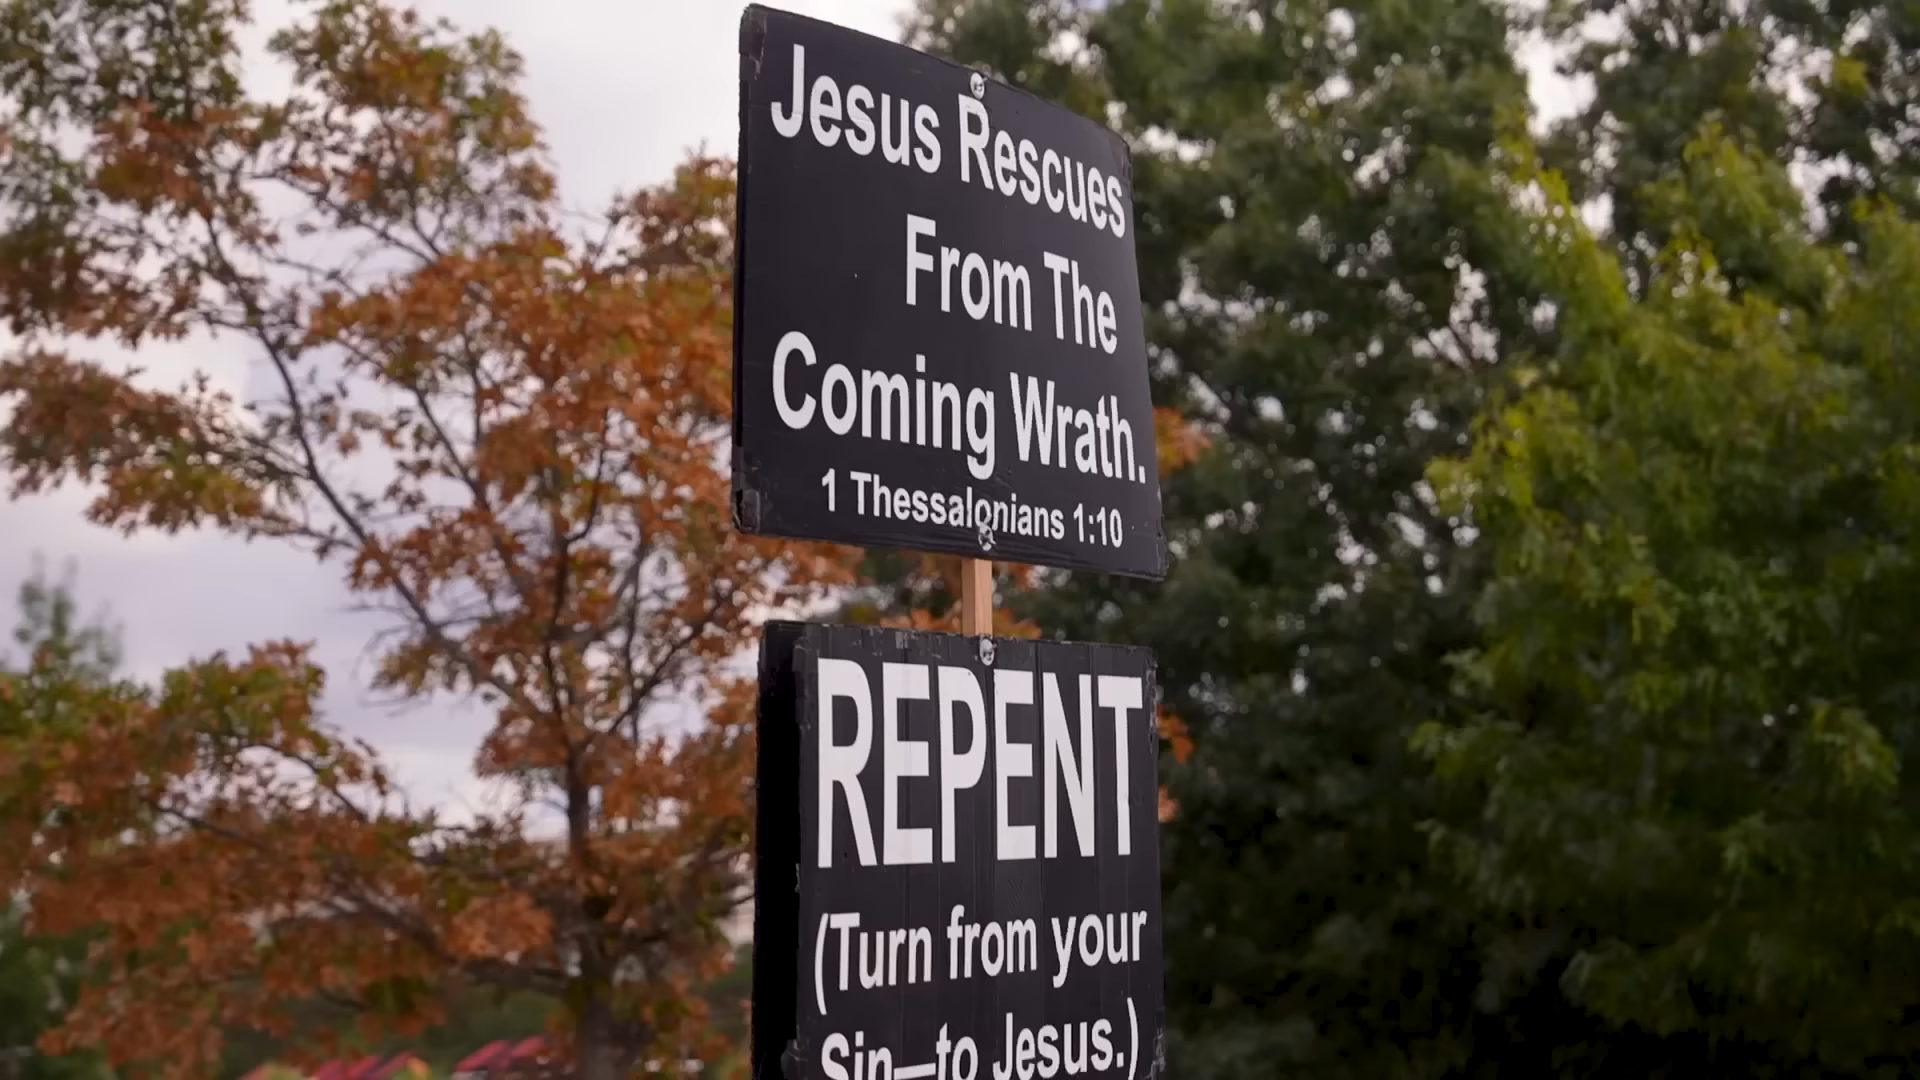 Jesus Rescues
From The
Coming Wrath.
1 Thessalonians 1:10
REPENT
(Turn from your
Sin—to Jesus.)